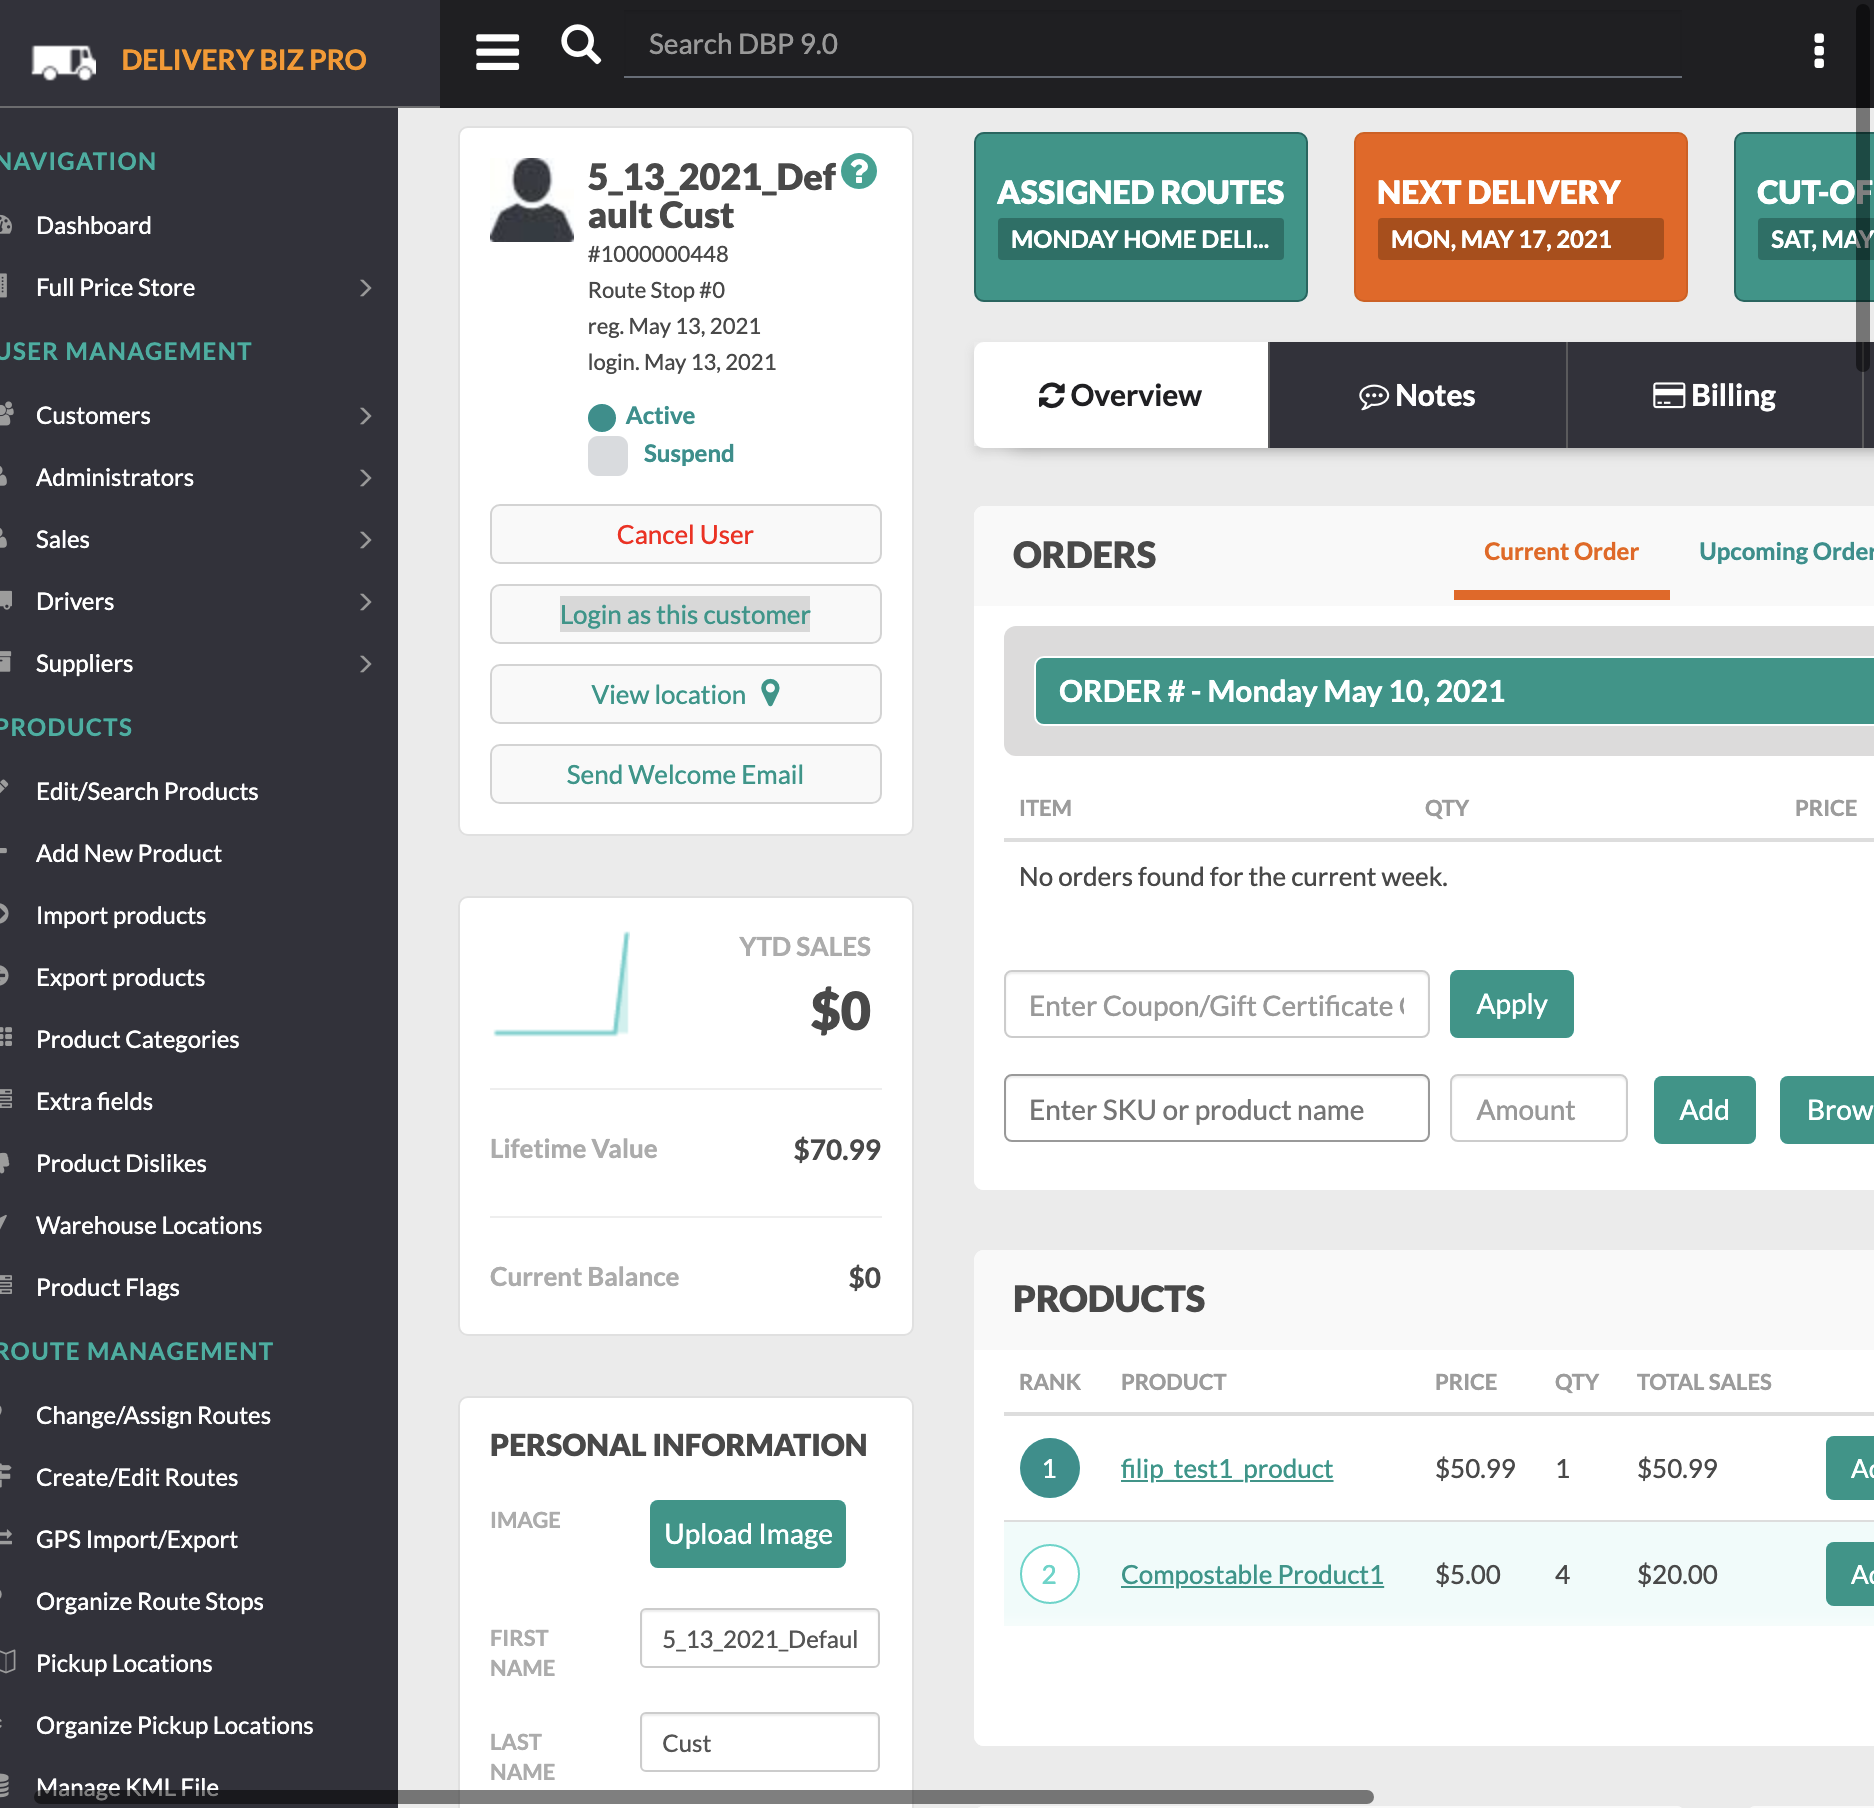 DELIVERY BIZ PRO
Search DBP 9.0
NAVIGATION
Dashboard
Full Price Store
USER MANAGEMENT
Customers
Administrators
Sales
Drivers
Suppliers
PRODUCTS
Edit/Search Products
Add New Product
Import products
Export products
Product Categories
Extra fields
Product Dislikes
Warehouse Locations
Product Flags
ROUTE MANAGEMENT
Change/Assign Routes
Create/Edit Routes
GPS Import/Export
Organize Route Stops
Pickup Locations
Organize Pickup Locations
Manage KML File
5_13_2021_Def
ault Cust
?
#1000000448
Route Stop #0
reg. May 13, 2021
login. May 13, 2021
Active
Suspend
Cancel User
Login as this customer
View location
Send Welcome Email
YTD SALES
$0
Lifetime Value $70.99
Current Balance $0
PERSONAL INFORMATION
IMAGE Upload Image
FIRST
NAME
5_13_2021_Defaul
LAST
NAME
Cust
ASSIGNED ROUTES
MONDAY HOME DELI...
NEXT DELIVERY
MON, MAY 17, 2021
CUT-OF
SAT, MAY
Overview Notes Billing
ORDERS Current Order Upcoming Order
ORDER # - Monday May 10, 2021
ITEM QTY PRICE
No orders found for the current week.
Enter Coupon/Gift Certificate Apply
Enter SKU or product name Amount Add Brow
PRODUCTS
RANK PRODUCT PRICE QTY TOTAL SALES
1 filip_test1_product $50.99 1 $50.99 Ad
2 Compostable Product1 $5.00 4 $20.00 Ad